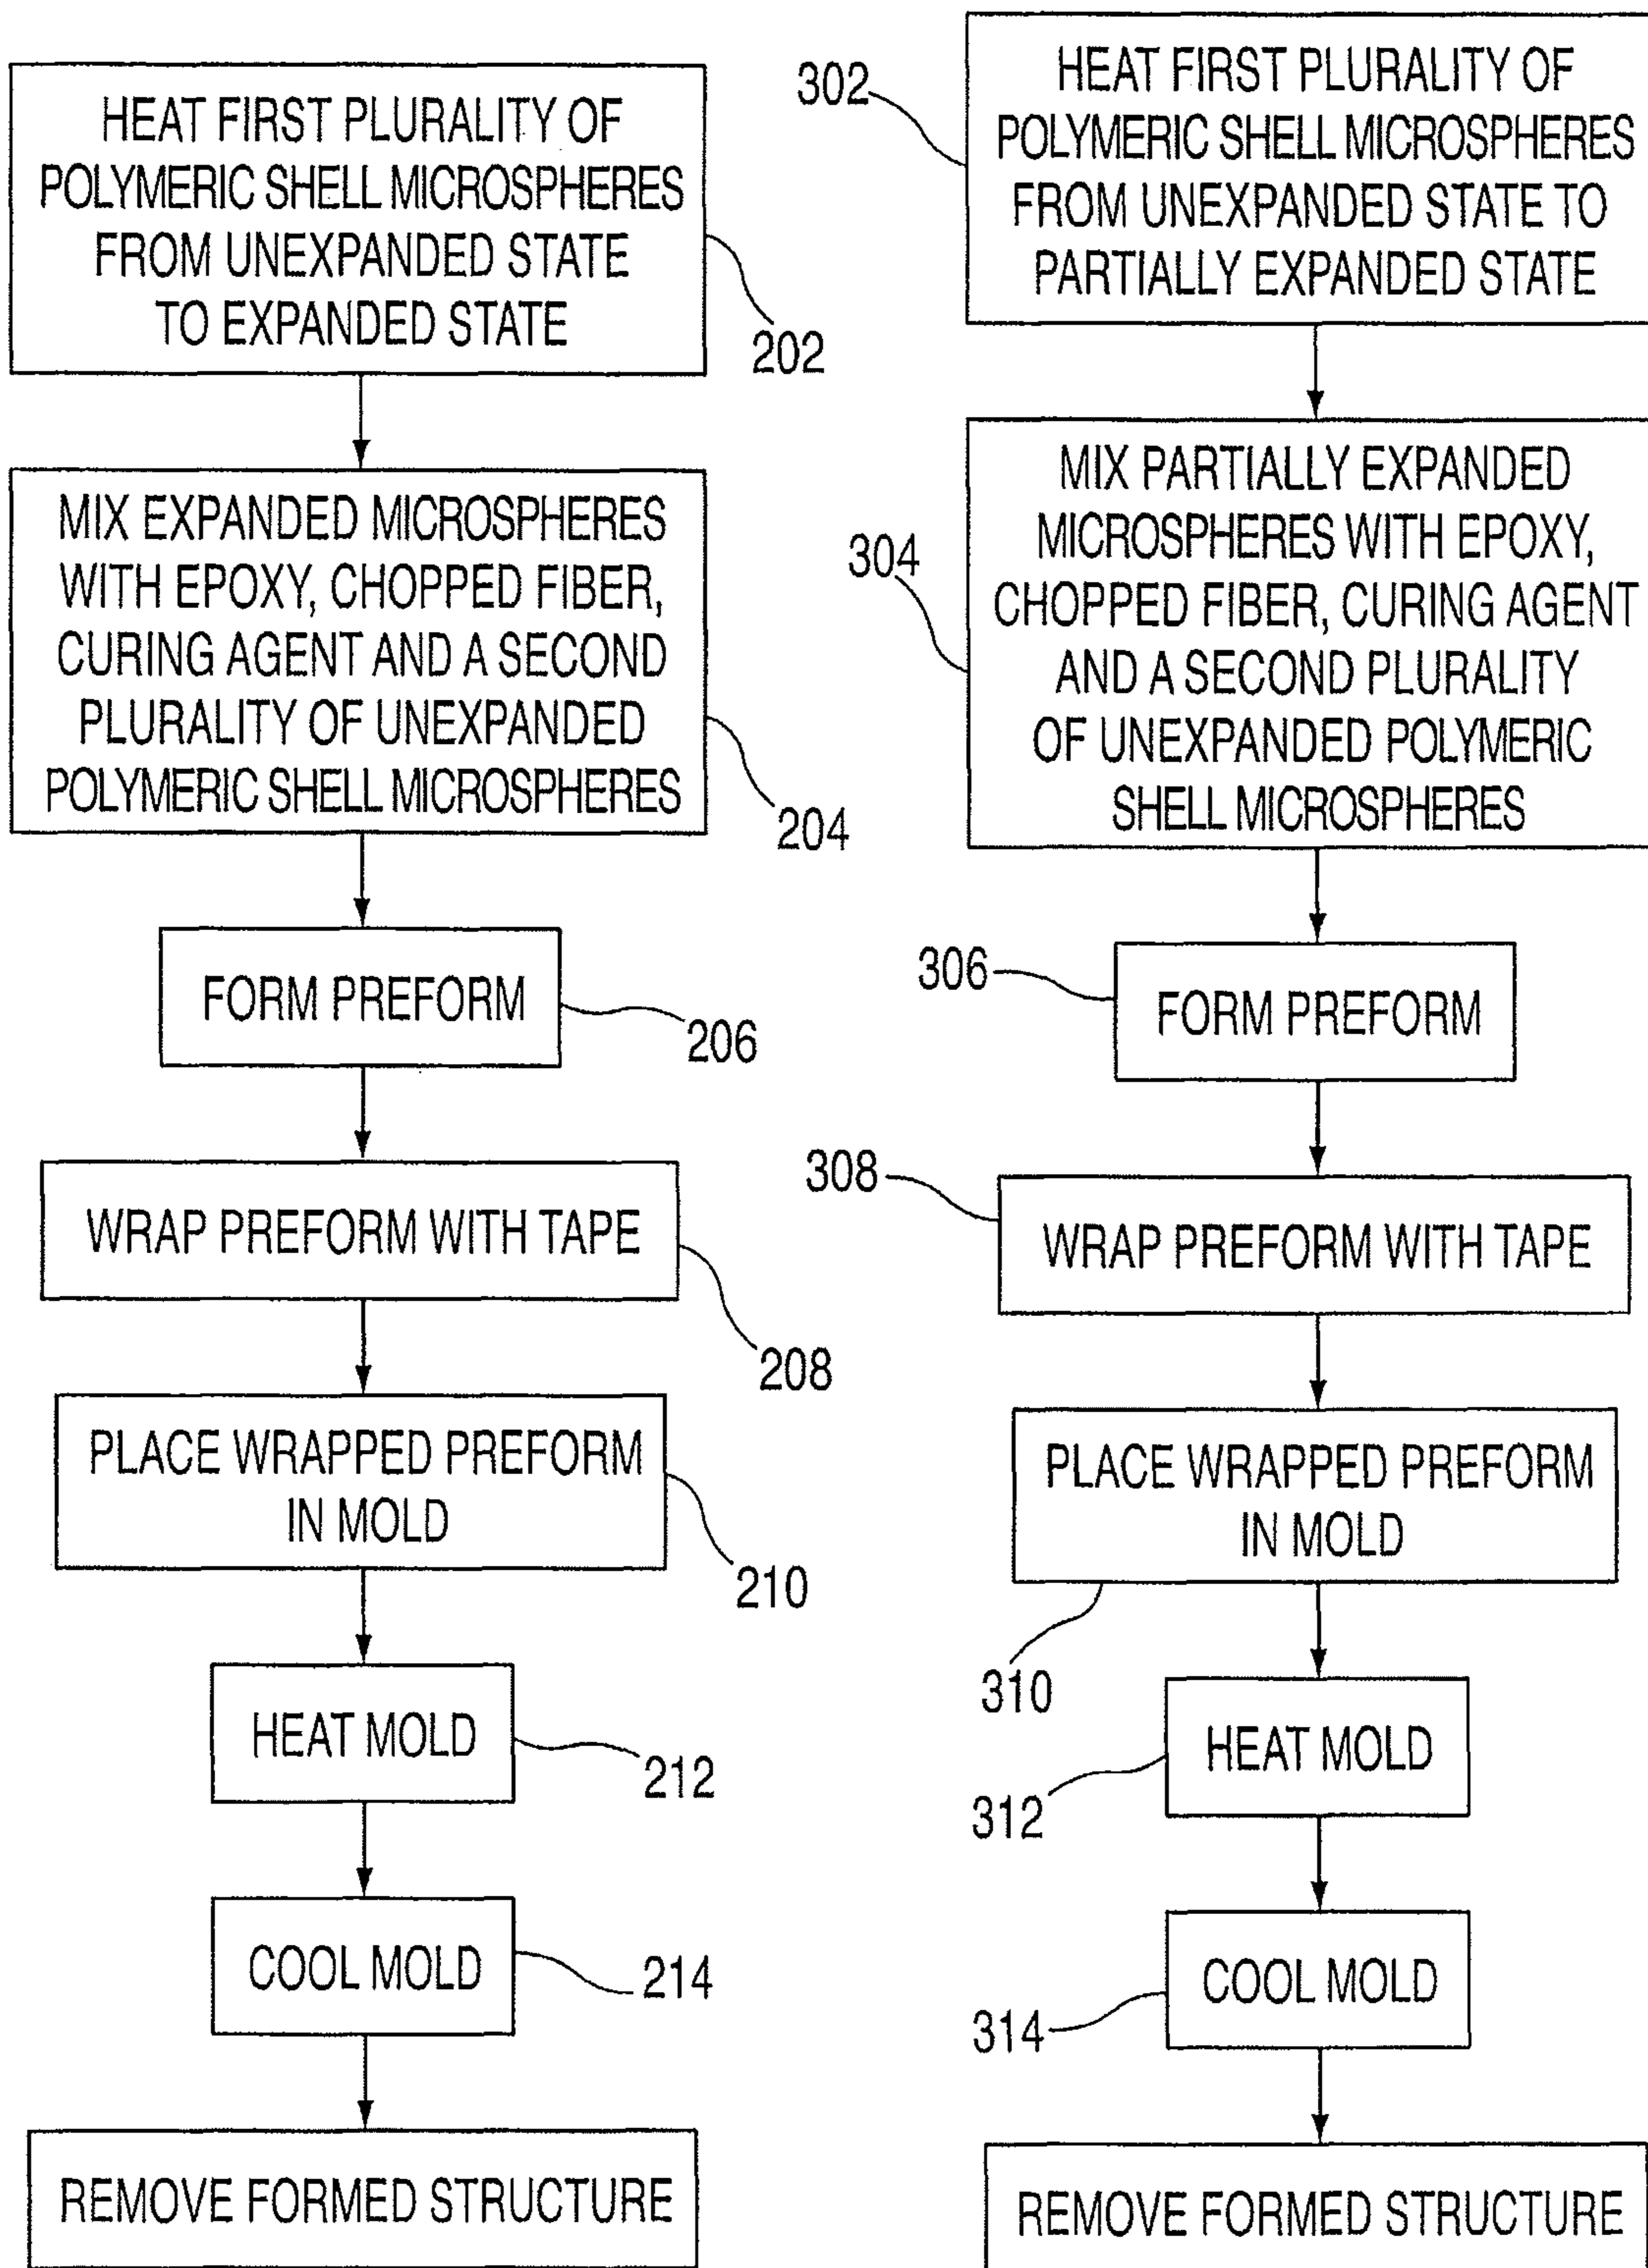 HEAT FIRST PLURALITY OF
POLYMERIC SHELL MICROSPHERES
FROM UNEXPANDED STATE
TO EXPANDED STATE
202
MIX EXPANDED MICROSPHERES
WITH EPOXY, CHOPPED FIBER,
CURING AGENT AND A SECOND
PLURALITY OF UNEXPANDED
POLYMERIC SHELL MICROSPHERES
204
FORM PREFORM
206
WRAP PREFORM WITH TAPE
208
PLACE WRAPPED PREFORM
IN MOLD
210
HEAT MOLD
212
COOL MOLD
214
REMOVE FORMED STRUCTURE
302
HEAT FIRST PLURALITY OF
POLYMERIC SHELL MICROSPHERES
FROM UNEXPANDED STATE TO
PARTIALLY EXPANDED STATE
304
MIX PARTIALLY EXPANDED
MICROSPHERES WITH EPOXY,
CHOPPED FIBER, CURING AGENT
AND A SECOND PLURALITY
OF UNEXPANDED POLYMERIC
SHELL MICROSPHERES
306
FORM PREFORM
308
WRAP PREFORM WITH TAPE
PLACE WRAPPED PREFORM
IN MOLD
310
HEAT MOLD
312
COOL MOLD
314
REMOVE FORMED STRUCTURE